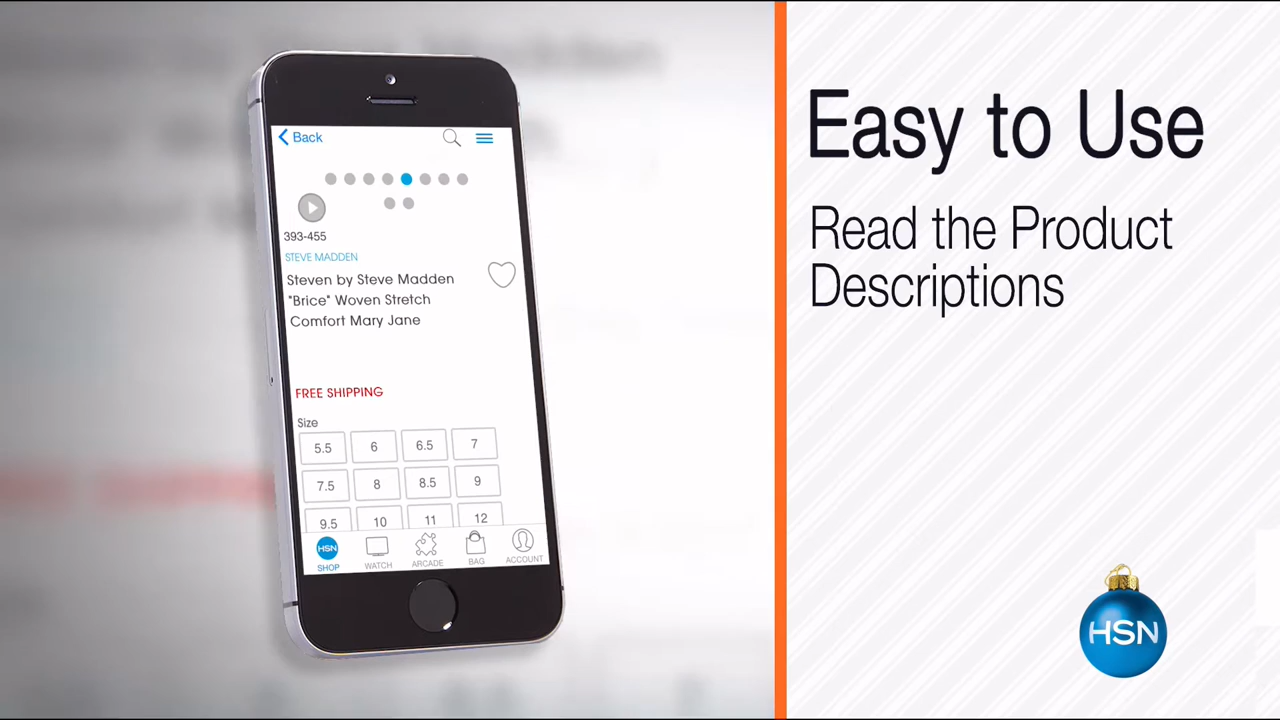 Back
393-455
STEVE MADDEN
Steven by Steve Madden
"Brice" Woven Stretch
Comfort Mary Jane
FREE SHIPPING
Size
5.5 6 6.5 7
7.5 8 8.5 9
9.5 10 11 12
HSN
SHOP WATCH ARCADE BAG ACCOUNT
Easy to Use
Read the Product
Descriptions
HSN